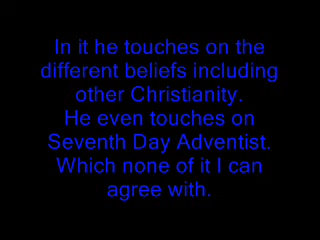 In it he touches on the
different beliefs including
other Christianity.
He even touches on
Seventh Day Adventist.
Which none of it I can
agree with.